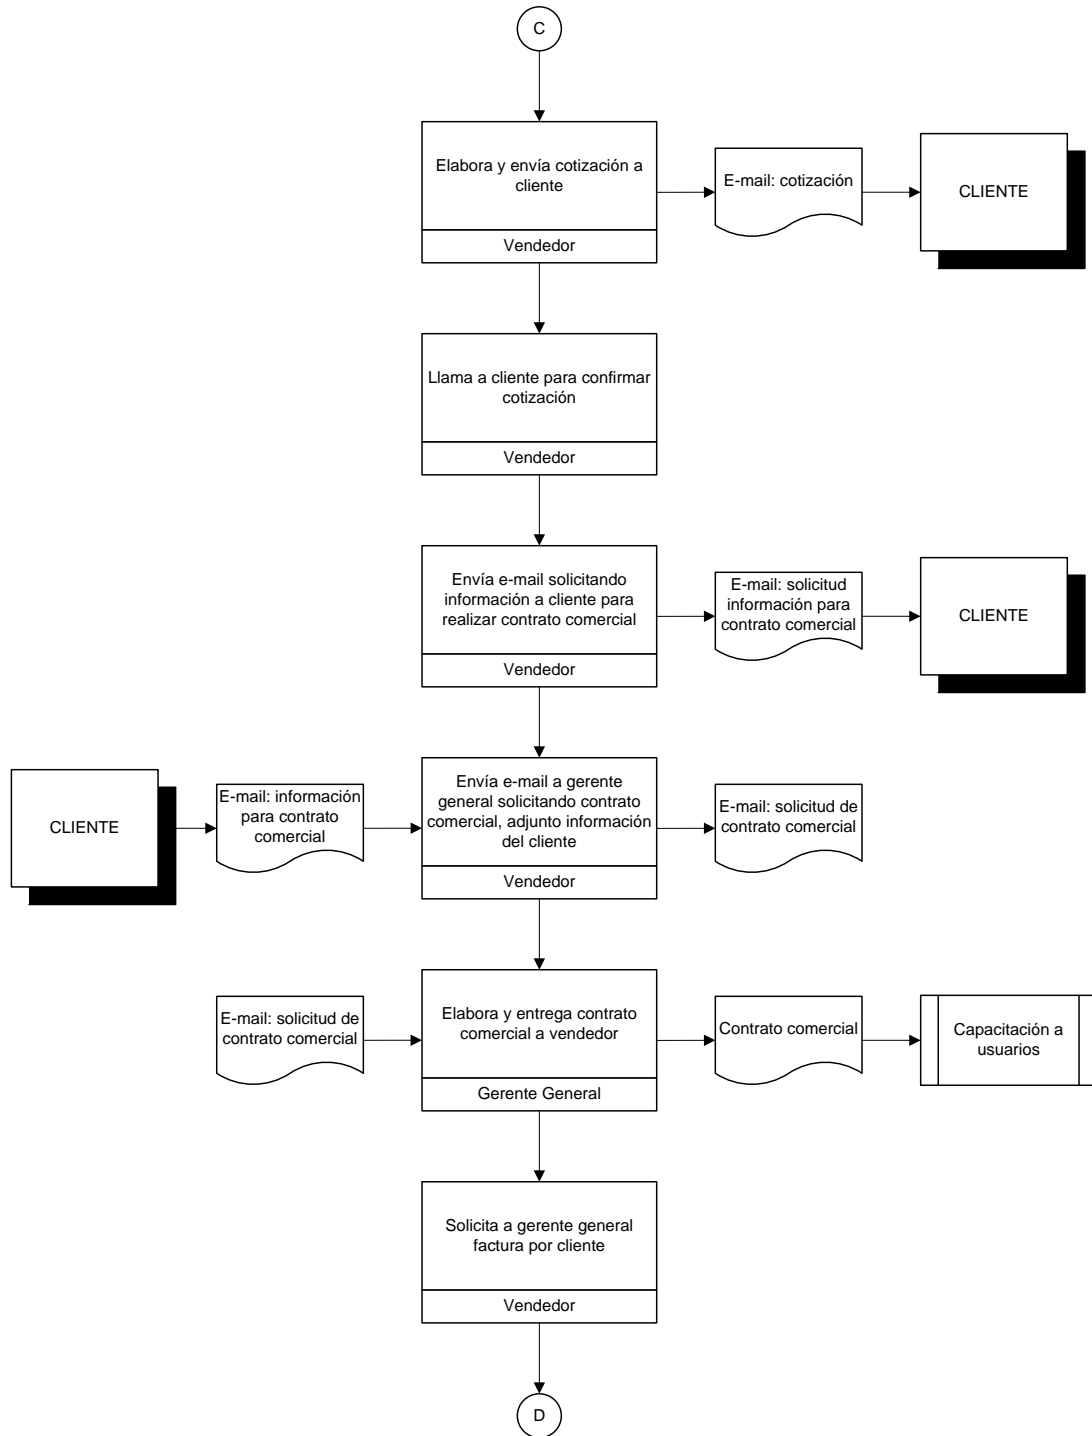 C
Elabora y envía cotización a
cliente
Vendedor
E-mail: cotización
CLIENTE
Llama a cliente para confirmar
cotización
Vendedor
Envía e-mail solicitando
información a cliente para
realizar contrato comercial
Vendedor
E-mail: solicitud
información para
contrato comercial
CLIENTE
CLIENTE
E-mail: información
para contrato
comercial
Envía e-mail a gerente
general solicitando contrato
comercial, adjunto información
del cliente
Vendedor
E-mail: solicitud de
contrato comercial
E-mail: solicitud de
contrato comercial
Elabora y entrega contrato
comercial a vendedor
Gerente General
Contrato comercial
Capacitación a
usuarios
Solicita a gerente general
factura por cliente
Vendedor
D